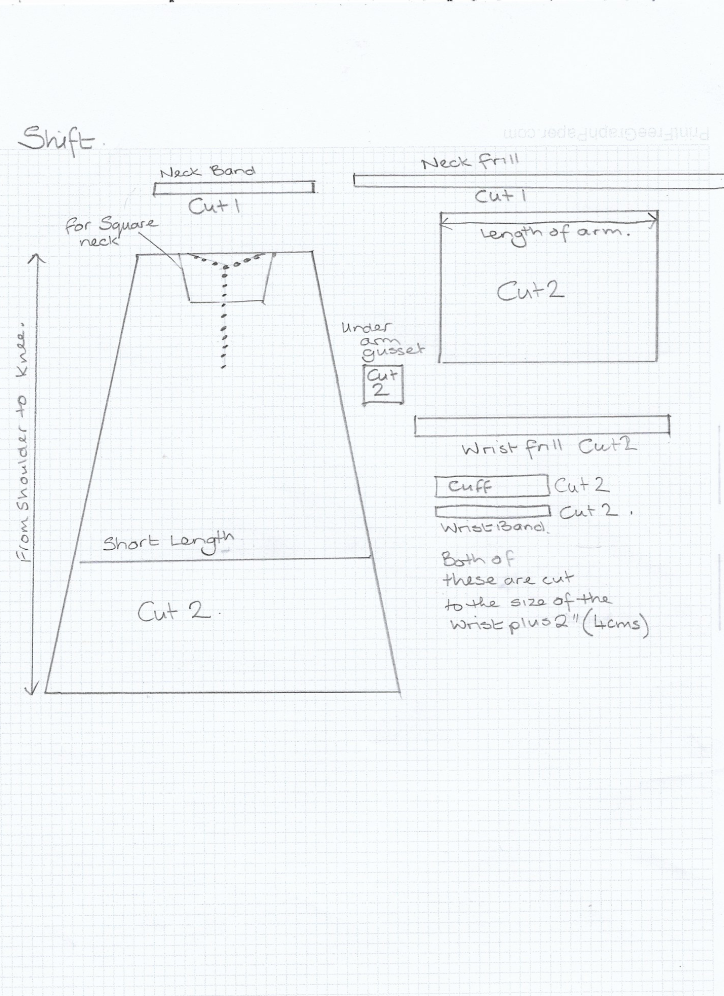 PrintFreeGraphPaper.com
Shift.
Neck Band
Cut 1
Neck frill
Cut 1
for Square
neck
Length of arm.
Cut 2
From Shoulder to Knee.
Under
arm
gusset
Cut
2
Wrist frill Cut 2
Cuff Cut 2
Cut 2.
Wrist Band.
Short Length
Cut 2.
Both of
these are cut
to the size of the
wrist plus 2" (4cms)